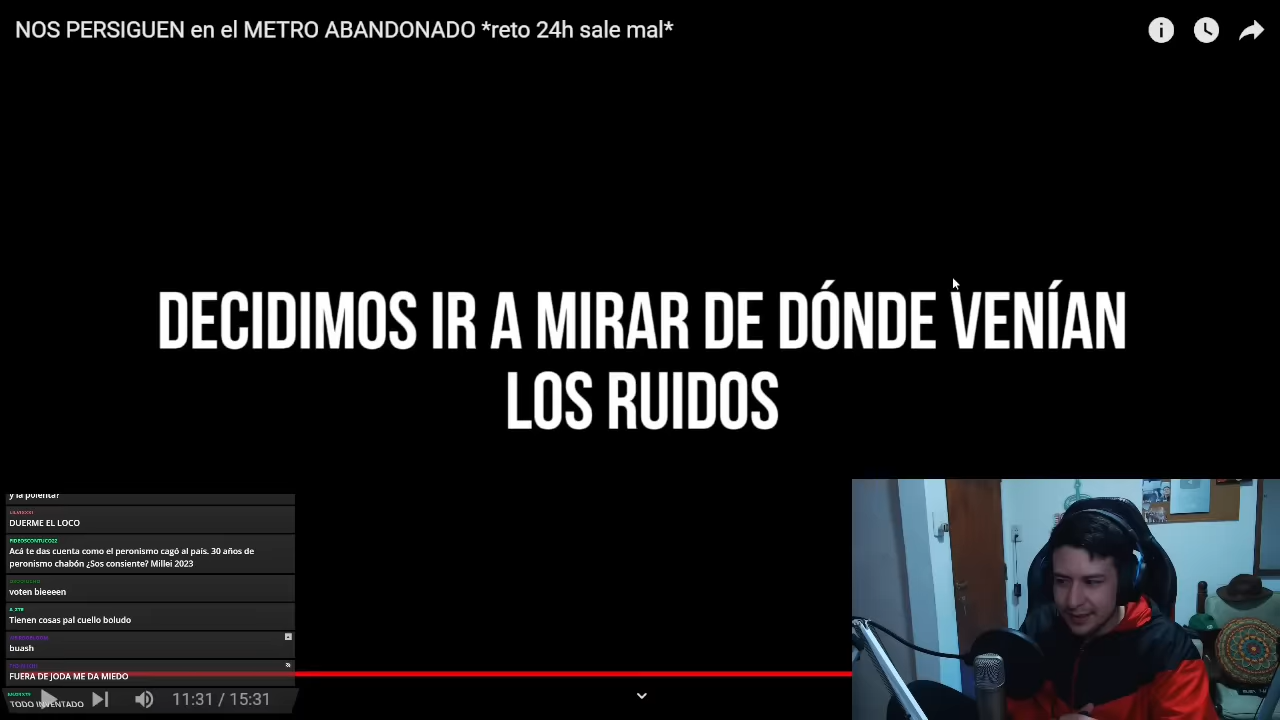 NOS PERSIGUEN en el METRO ABANDONADO *reto 24h sale mal*
DECIDIMOS IR A MIRAR DE DÓNDE VENÍAN
LOS RUIDOS
y la polenta?
DUERME EL LOCO
FIDEOSCONTUCO22
Acá te das cuenta como el peronismo cagó al país. 30 años de
peronismo chabón ¿Sos consiente? Millei 2023
voten bieeeen
Tienen cosas pal cuello boludo
buash
FUERA DE JODA ME DA MIEDO
TODO INVENTADO
11:31 / 15:31